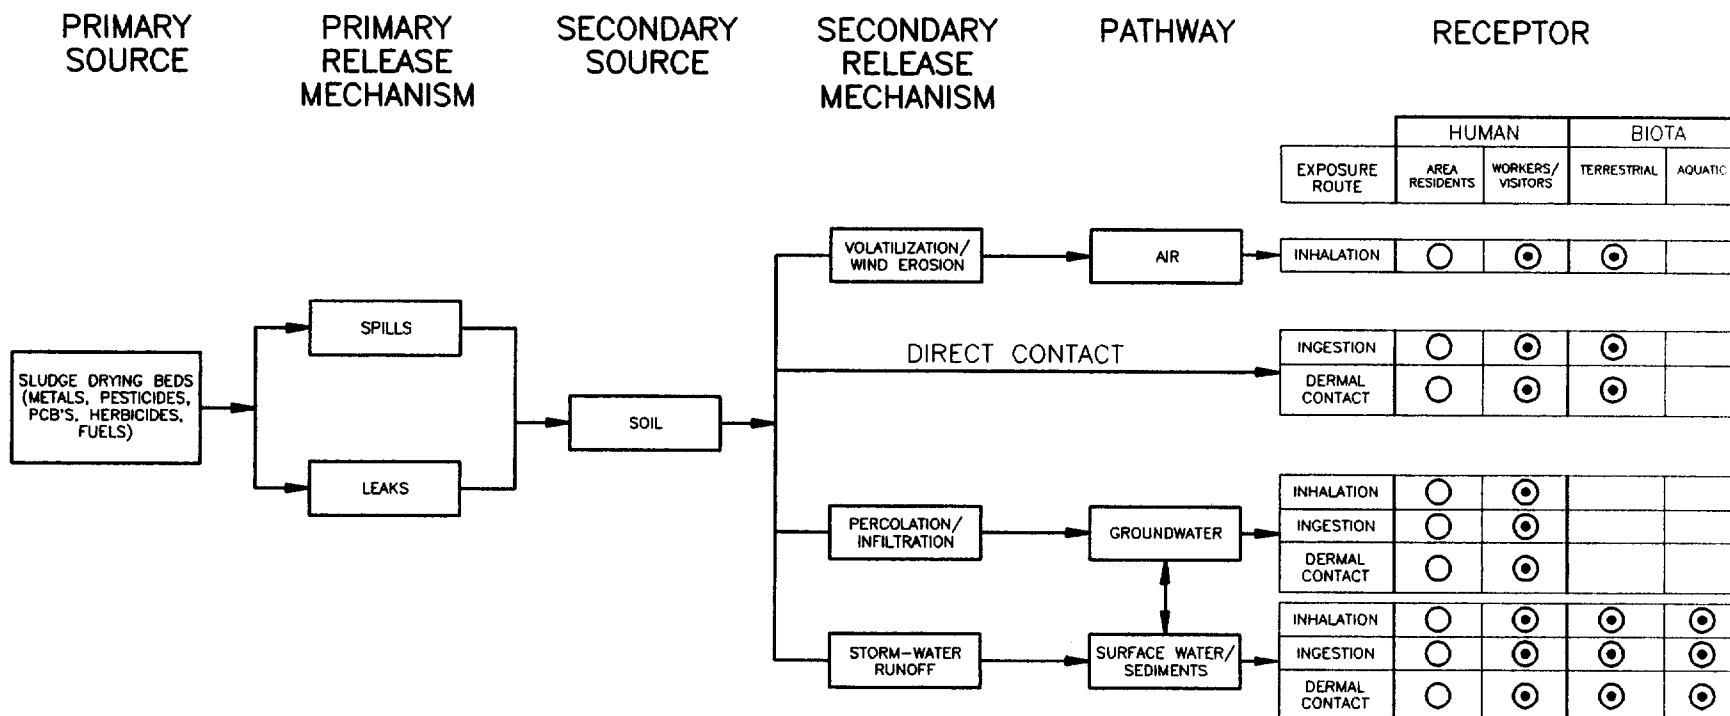 PRIMARY
SOURCE
PRIMARY
RELEASE
MECHANISM
SECONDARY
SOURCE
SECONDARY
RELEASE
MECHANISM
PATHWAY
RECEPTOR
HUMAN
BIOTA
EXPOSURE
ROUTE
AREA
RESIDENTS
WORKERS/
VISITORS
TERRESTRIAL
AQUATIC
SLUDGE DRYING BEDS
(METALS, PESTICIDES,
PCB'S, HERBICIDES,
FUELS)
SPILLS
LEAKS
SOIL
VOLATILIZATION/
WIND EROSION
AIR
INHALATION
DIRECT CONTACT
INGESTION
DERMAL
CONTACT
PERCOLATION/
INFILTRATION
GROUNDWATER
INHALATION
INGESTION
DERMAL
CONTACT
STORM-WATER
RUNOFF
SURFACE WATER/
SEDIMENTS
INHALATION
INGESTION
DERMAL
CONTACT